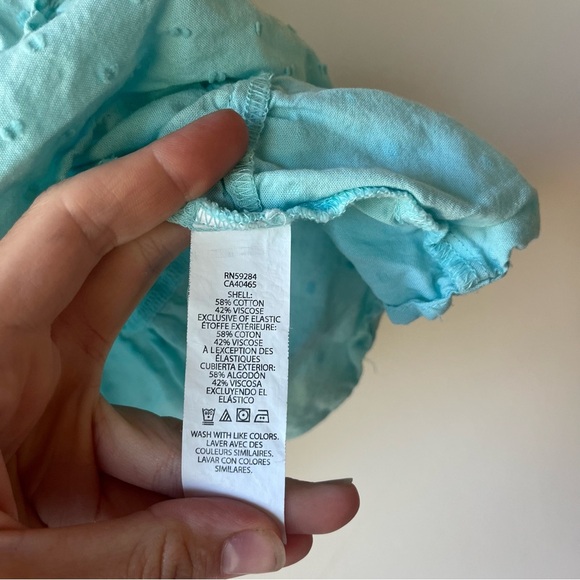 RN59284
CA40465
SHELL:
58% COTTON
42% VISCOSE
EXCLUSIVE OF ELASTIC
ÉTOFFE EXTÉRIEURE:
58% COTON
42% VISCOSE
À L'EXCEPTION DES
ÉLASTIQUES
CUBIERTA EXTERIOR:
58% ALGODÓN
42% VISCOSA
EXCLUYENDO EL
ELÁSTICO
WASH WITH LIKE COLORS.
LAVER AVEC DES
COULEURS SIMILAIRES.
LAVAR CON COLORES
SIMILARES.